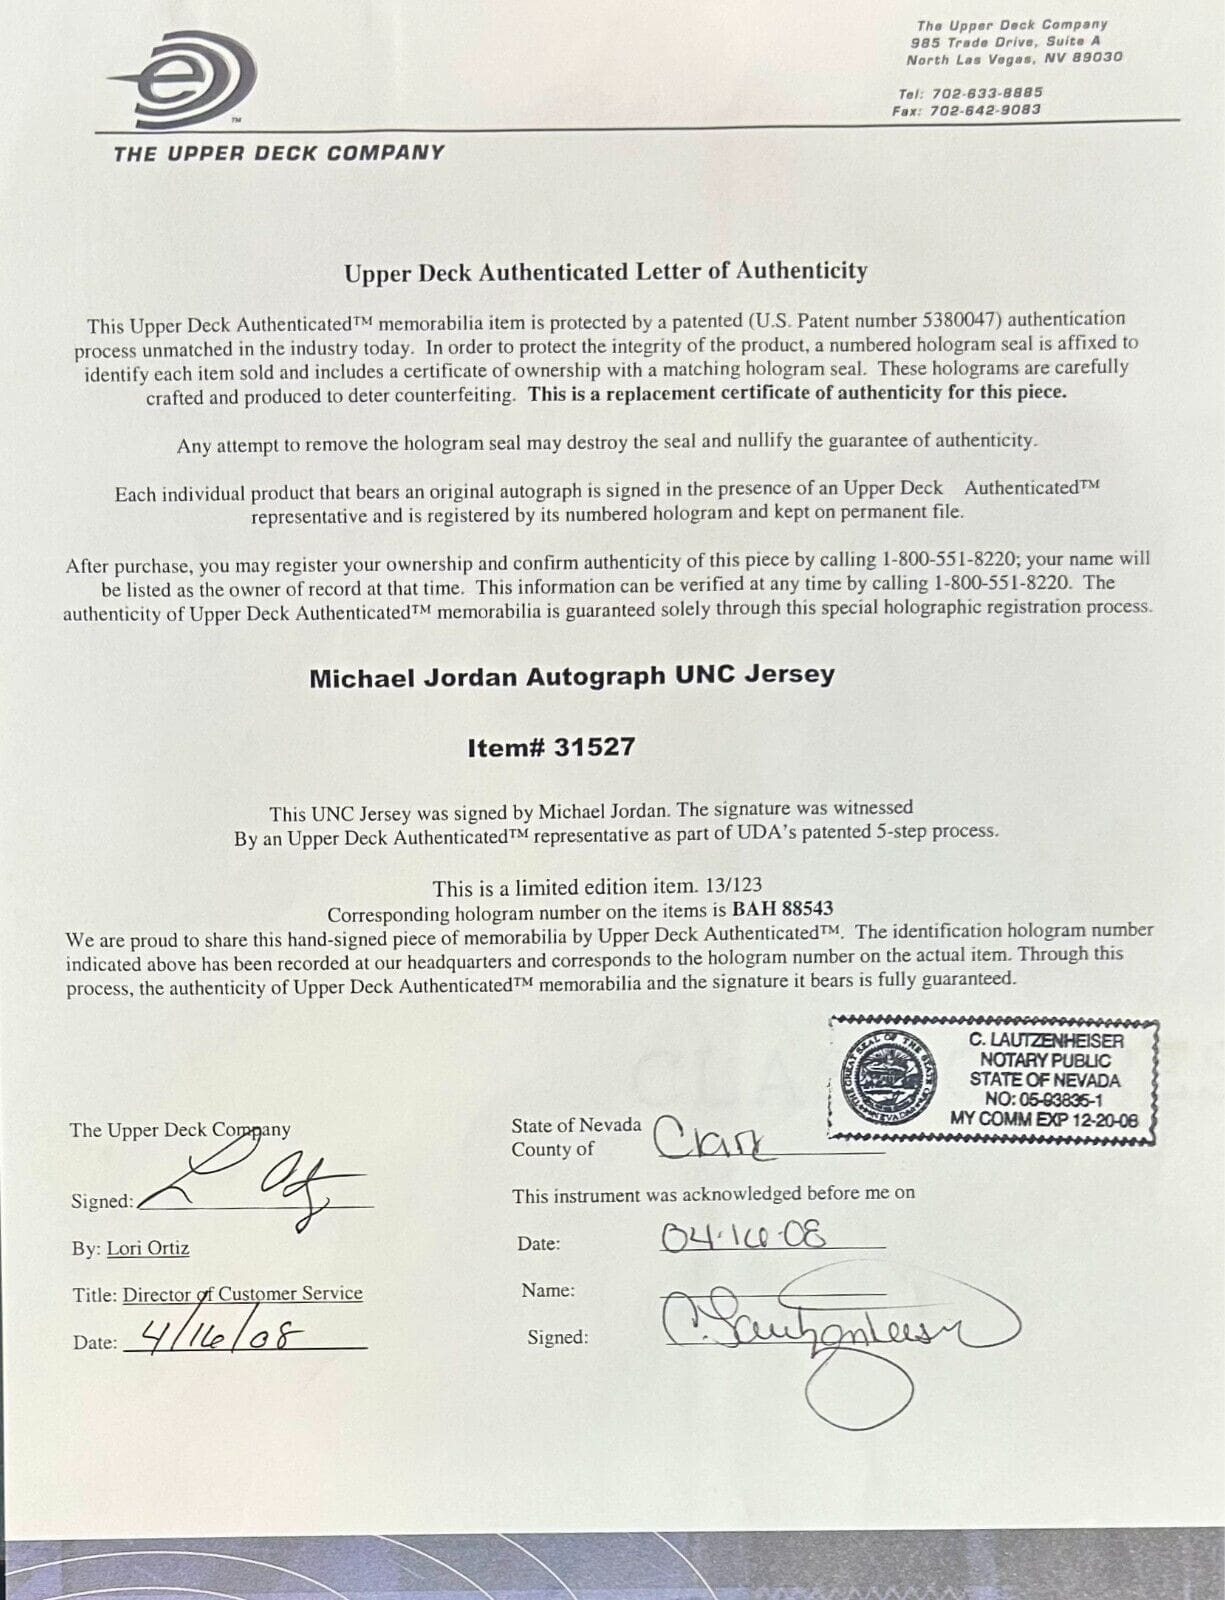 The Upper Deck Company
985 Trade Drive, Suite A
North Las Vegas, NV 89030
Tel: 702-633-8885
Fax: 702-642-9083
THE UPPER DECK COMPANY
Upper Deck Authenticated Letter of Authenticity
This Upper Deck Authenticated™ memorabilia item is protected by a patented (U.S. Patent number 5380047) authentication
process unmatched in the industry today. In order to protect the integrity of the product, a numbered hologram seal is affixed to
identify each item sold and includes a certificate of ownership with a matching hologram seal. These holograms are carefully
crafted and produced to deter counterfeiting. This is a replacement certificate of authenticity for this piece.
Any attempt to remove the hologram seal may destroy the seal and nullify the guarantee of authenticity.
Each individual product that bears an original autograph is signed in the presence of an Upper Deck Authenticated™
representative and is registered by its numbered hologram and kept on permanent file.
After purchase, you may register your ownership and confirm authenticity of this piece by calling 1-800-551-8220; your name will
be listed as the owner of record at that time. This information can be verified at any time by calling 1-800-551-8220. The
authenticity of Upper Deck Authenticated™ memorabilia is guaranteed solely through this special holographic registration process.
Michael Jordan Autograph UNC Jersey
Item# 31527
This UNC Jersey was signed by Michael Jordan. The signature was witnessed
By an Upper Deck Authenticated™ representative as part of UDA's patented 5-step process.
This is a limited edition item. 13/123
Corresponding hologram number on the items is BAH 88543
We are proud to share this hand-signed piece of memorabilia by Upper Deck Authenticated™. The identification hologram number
indicated above has been recorded at our headquarters and corresponds to the hologram number on the actual item. Through this
process, the authenticity of Upper Deck Authenticated™ memorabilia and the signature it bears is fully guaranteed.
C. LAUTZENHEISER
NOTARY PUBLIC
STATE OF NEVADA
NO: 05-93835-1
MY COMM EXP 12-20-08
The Upper Deck Company
Signed:
By: Lori Ortiz
Title: Director of Customer Service
Date: 4/16/08
State of Nevada
County of Clark
This instrument was acknowledged before me on
Date: 04-16-08
Name:
Signed: C. Lautzenheiser